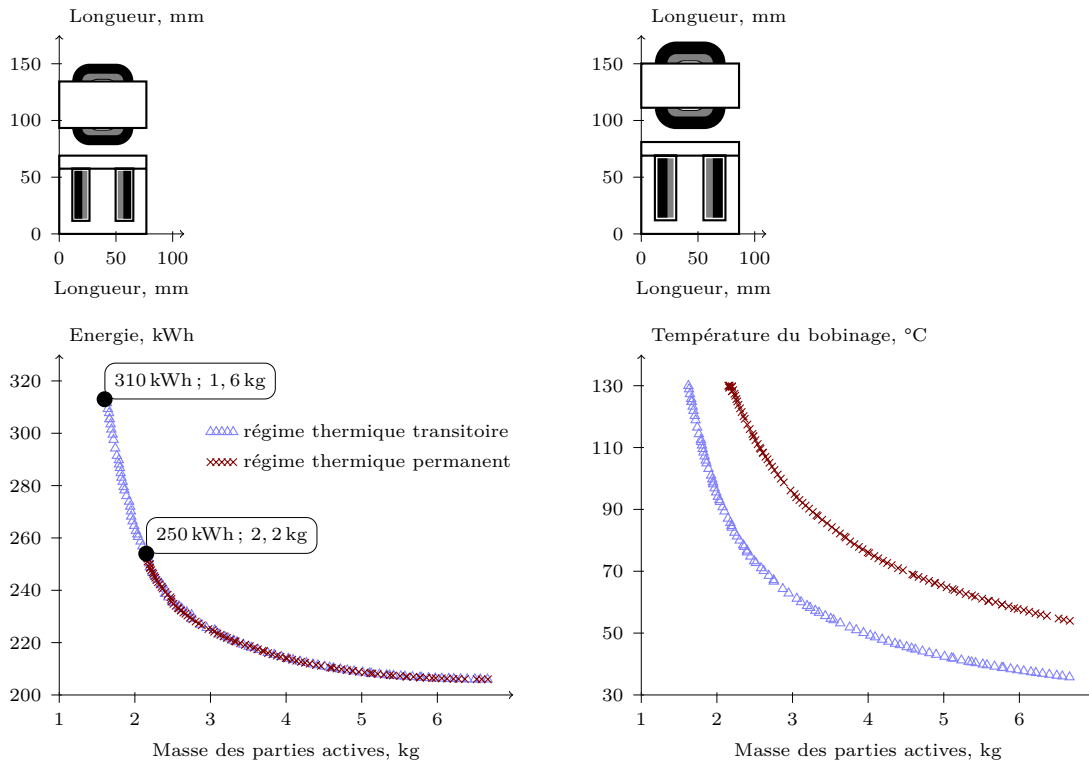 Longueur, mm
150
100
50
0
0 50 100
Longueur, mm
Longueur, mm
150
100
50
0
0 50 100
Longueur, mm
Energie, kWh
320
300
280
260
240
220
200
310 kWh ; 1, 6 kg
régime thermique transitoire
régime thermique permanent
250 kWh ; 2, 2 kg
1 2 3 4 5 6
Masse des parties actives, kg
Température du bobinage, °C
130
110
90
70
50
30
1 2 3 4 5 6
Masse des parties actives, kg